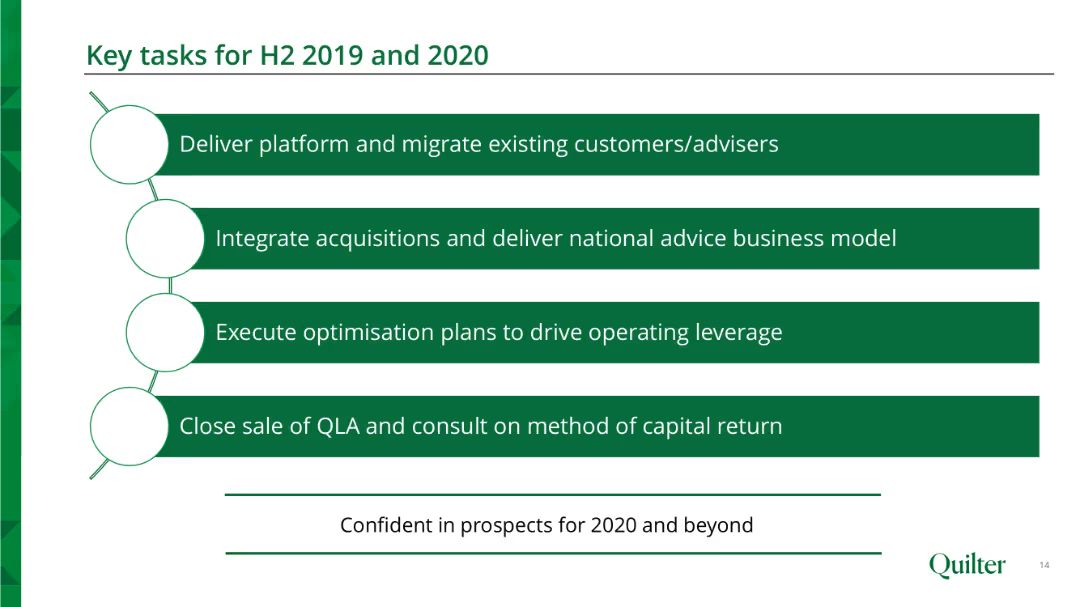 Key tasks for H2 2019 and 2020
Deliver platform and migrate existing customers/advisers
Integrate acquisitions and deliver national advice business model
Execute optimisation plans to drive operating leverage
Close sale of QLA and consult on method of capital return
Confident in prospects for 2020 and beyond
Quilter
14